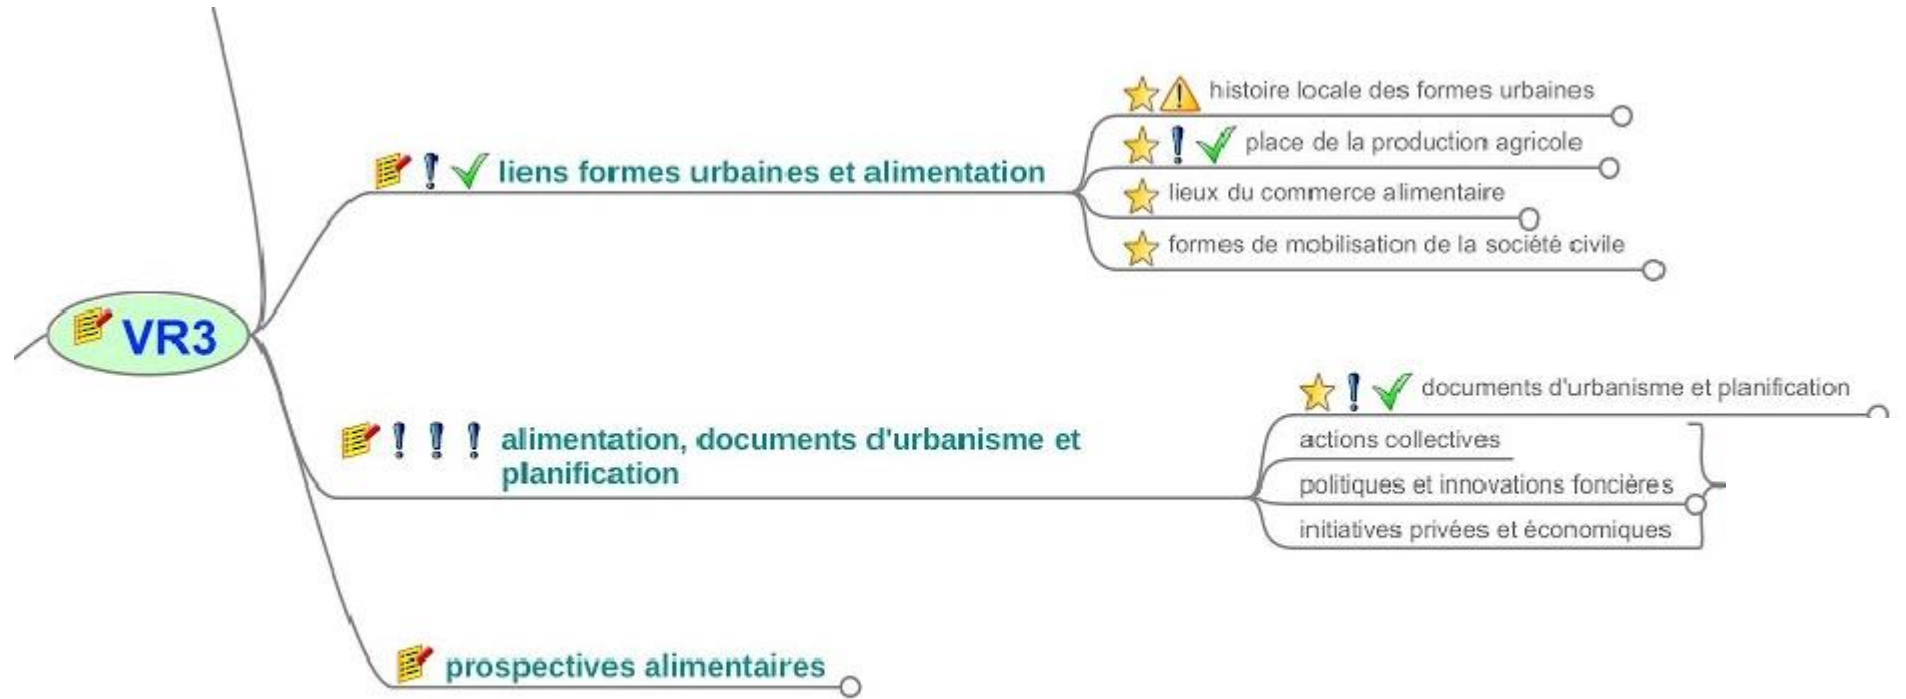 histoire locale des formes urbaines
place de la production agricole
liens formes urbaines et alimentation
lieux du commerce alimentaire
formes de mobilisation de la société civile
VR3
documents d'urbanisme et planification
alimentation, documents d'urbanisme et
planification
actions collectives
politiques et innovations foncières
initiatives privées et économiques
prospectives alimentaires